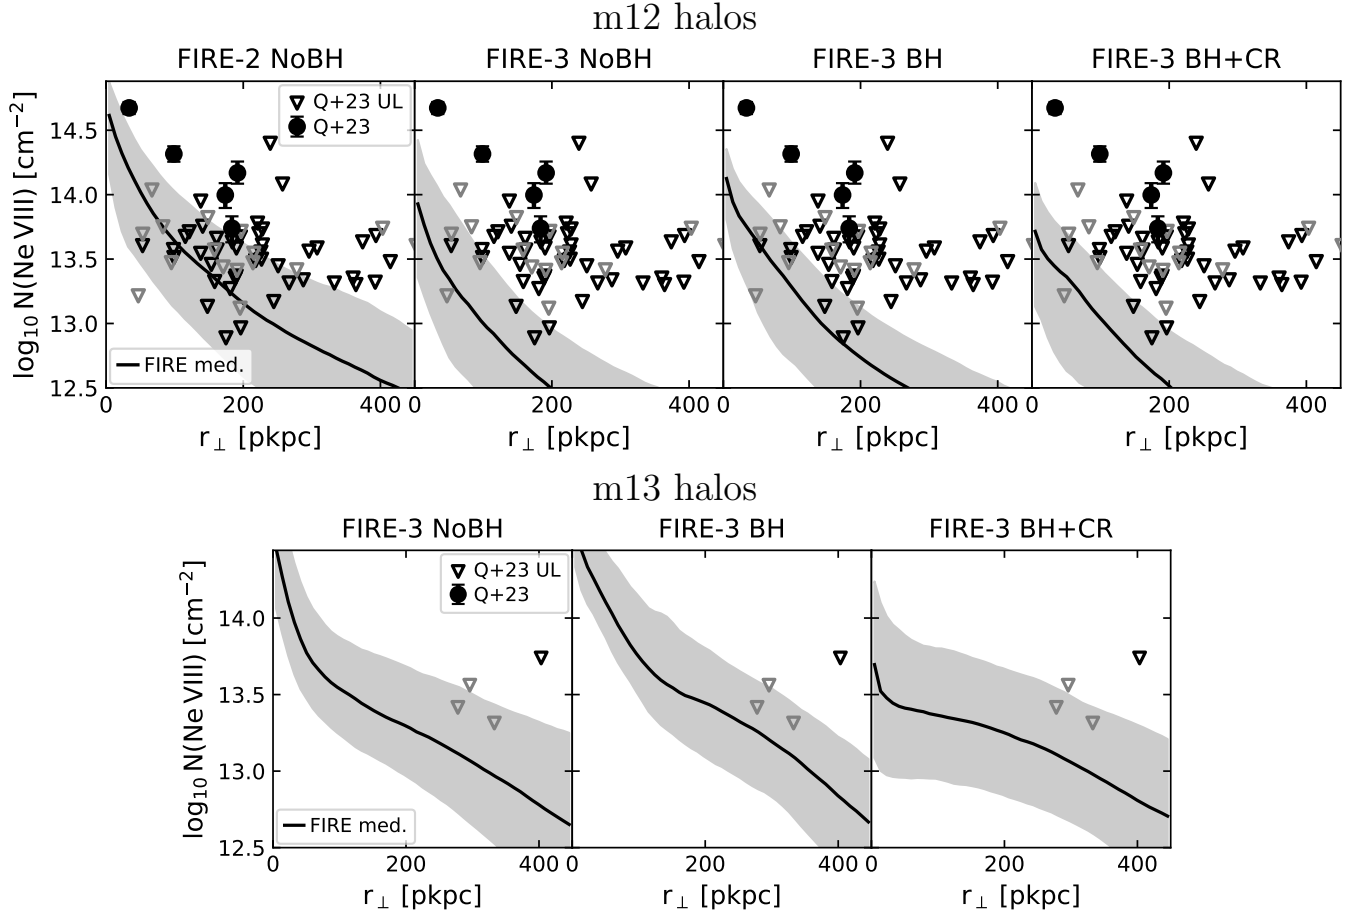 m12 halos
FIRE-2 NoBH FIRE-3 NoBH FIRE-3 BH FIRE-3 BH+CR
log₁₀ N(Ne VIII) [cm⁻²]
14.5
14.0
13.5
13.0
12.5
Q+23 UL
Q+23
FIRE med.
0 200 400 0 200 400 0 200 400 0 200 400
r⊥ [pkpc] r⊥ [pkpc] r⊥ [pkpc] r⊥ [pkpc]
m13 halos
FIRE-3 NoBH FIRE-3 BH FIRE-3 BH+CR
log₁₀ N(Ne VIII) [cm⁻²]
14.0
13.5
13.0
12.5
Q+23 UL
Q+23
FIRE med.
0 200 400 0 200 400 0 200 400
r⊥ [pkpc] r⊥ [pkpc] r⊥ [pkpc]